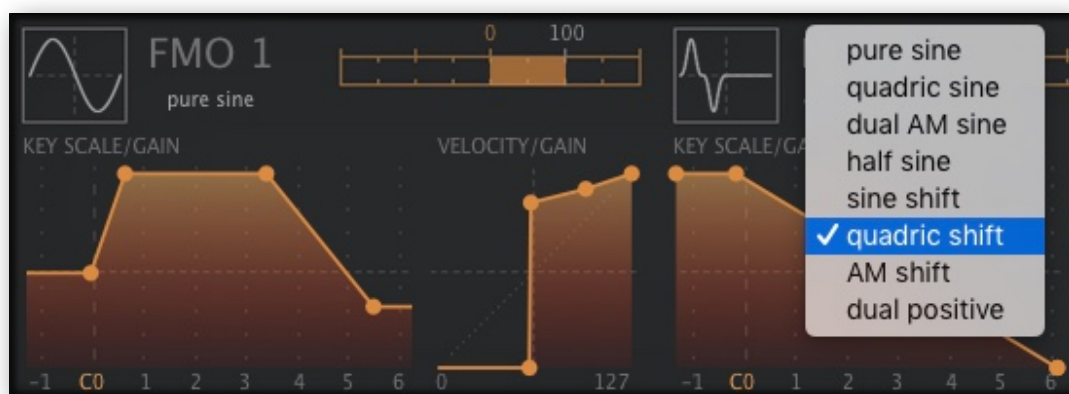 0 100
FMO 1
pure sine
KEY SCALE/GAIN
VELOCITY/GAIN
-1 C0 1 2 3 4 5 6
0 127
KEY SCALE/GA
-1 C0 1 2 3 4 5 6
pure sine
quadric sine
dual AM sine
half sine
sine shift
✓ quadric shift
AM shift
dual positive